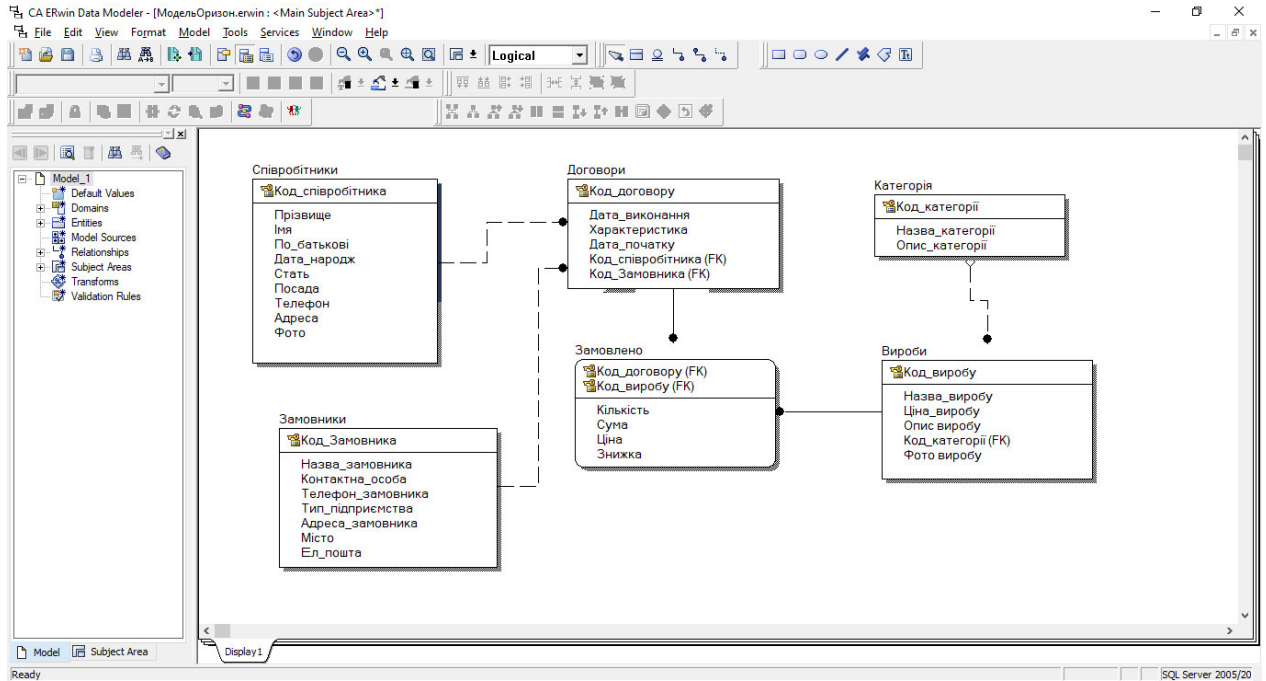 CA ERwin Data Modeler - [МодельОризон.erwin : <Main Subject Area>*]
File Edit View Format Model Tools Services Window Help
Logical
Model_1
Default Values
Domains
Entities
Model Sources
Relationships
Subject Areas
Transforms
Validation Rules
Співробітники
Код_співробітника
Прізвище
Імя
По_батькові
Дата_народж
Стать
Посада
Телефон
Адреса
Фото
Договори
Код_договору
Дата_виконання
Характеристика
Дата_початку
Код_співробітника (FK)
Код_Замовника (FK)
Категорія
Код_категорії
Назва_категорії
Опис_категорії
Замовлено
Код_договору (FK)
Код_виробу (FK)
Кількість
Сума
Ціна
Знижка
Вироби
Код_виробу
Назва_виробу
Ціна_виробу
Опис виробу
Код_категорії (FK)
Фото виробу
Замовники
Код_Замовника
Назва_замовника
Контактна_особа
Телефон_замовника
Тип_підприємства
Адреса_замовника
Місто
Ел_пошта
Model Subject Area
Display1
Ready
SQL Server 2005/20